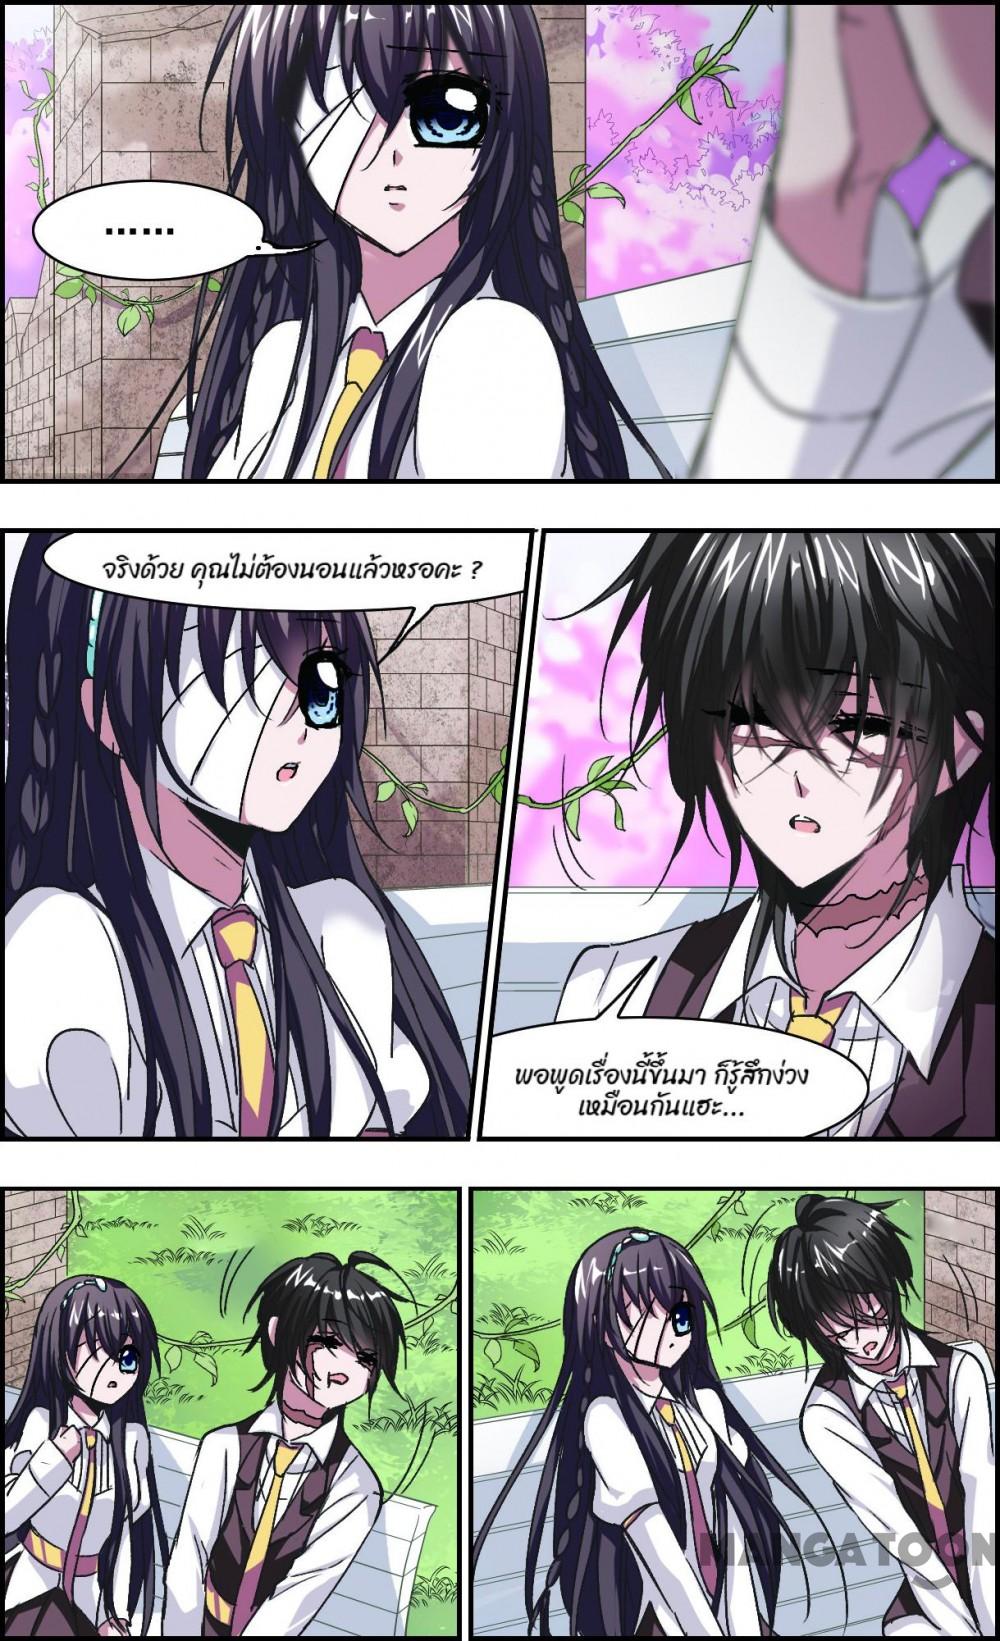 ......
จริงด้วย คุณไม่ต้องนอนแล้วหรอคะ ?
พอพูดเรื่องนี้ขึ้นมา ก็รู้สึกง่วง
เหมือนกันแฮะ...
MANGATOON